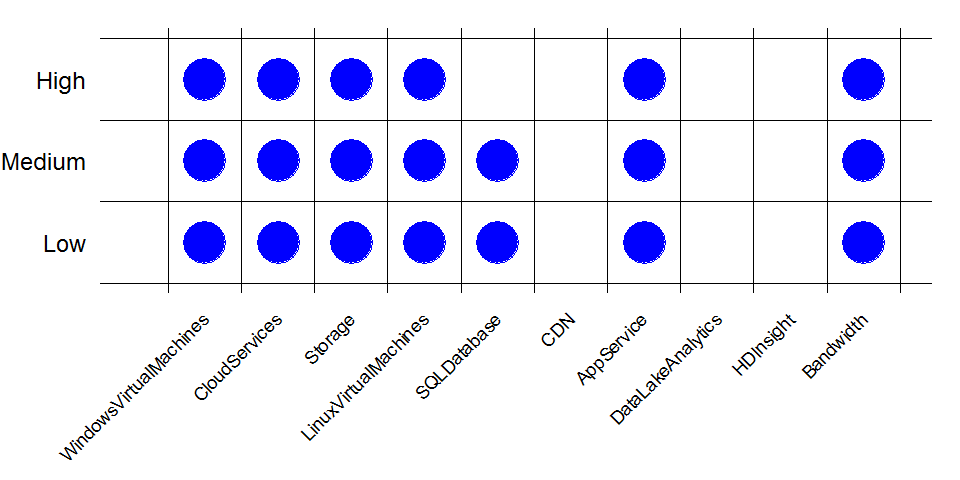 High
Medium
Low
WindowsVirtualMachines
CloudServices
Storage
LinuxVirtualMachines
SQLDatabase
CDN
AppService
DataLakeAnalytics
HDInsight
Bandwidth